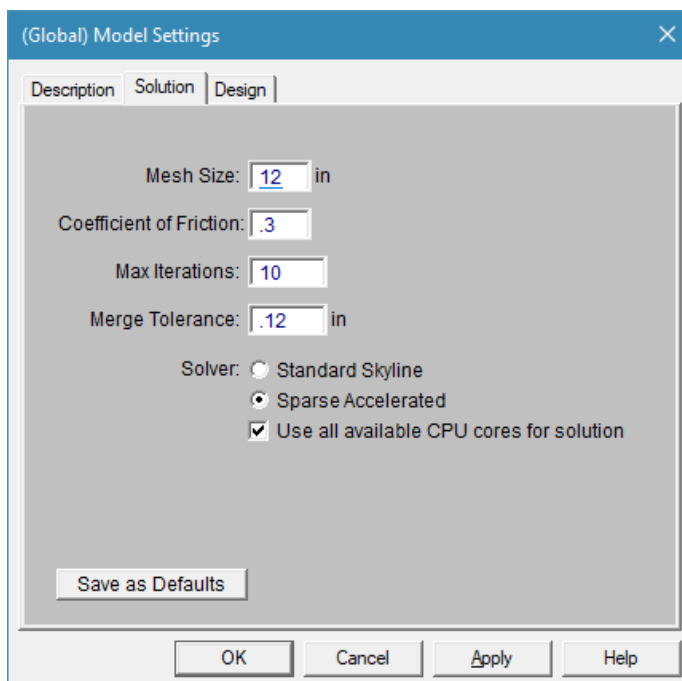 (Global) Model Settings
Description Solution Design
Mesh Size: 12 in
Coefficient of Friction: .3
Max Iterations: 10
Merge Tolerance: .12 in
Solver: Standard Skyline
Sparse Accelerated
Use all available CPU cores for solution
Save as Defaults
OK Cancel Apply Help